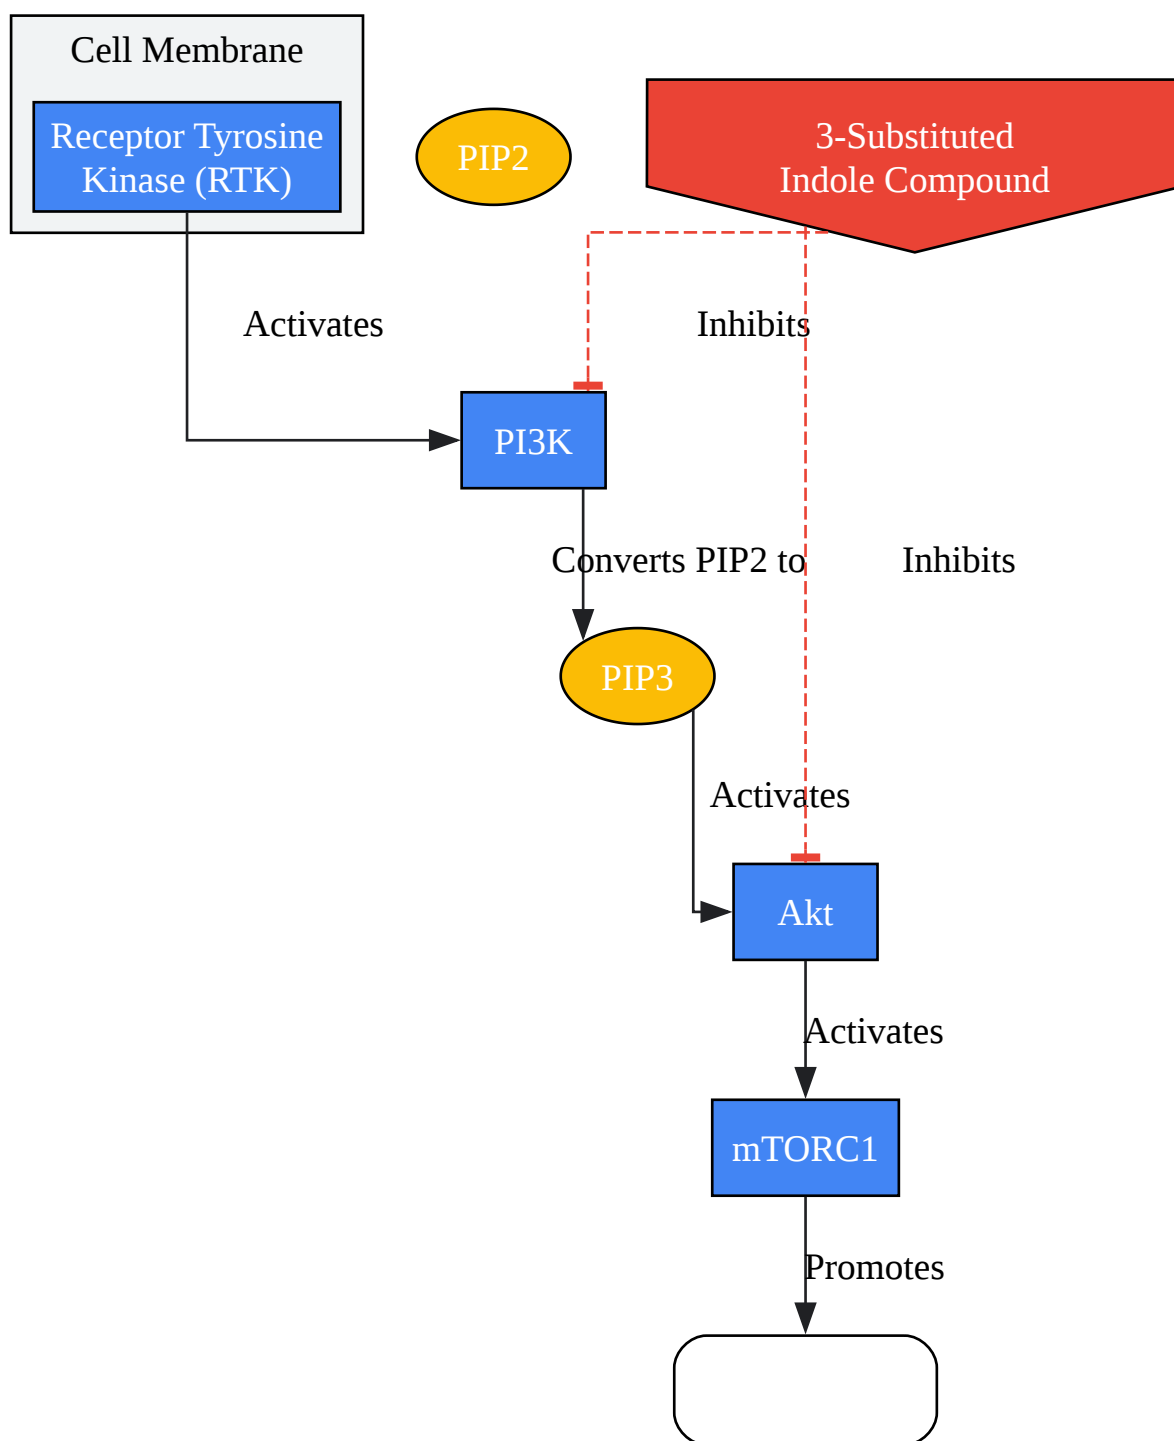 Cell Membrane
Receptor Tyrosine
Kinase (RTK)
PIP2
3-Substituted
Indole Compound
Activates
Inhibits
PI3K
Converts PIP2 to
Inhibits
PIP3
Activates
Akt
Activates
mTORC1
Promotes